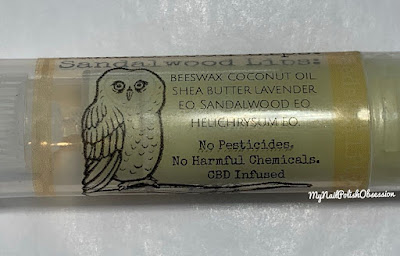 Sandalwood Lips:
BEESWAX COCONUT OIL
SHEA BUTTER LAVENDER
EO SANDALWOOD EO
HELICHRYSUM EO.
No Pesticides,
No Harmful Chemicals.
CBD Infused
MyNailPolishObsession